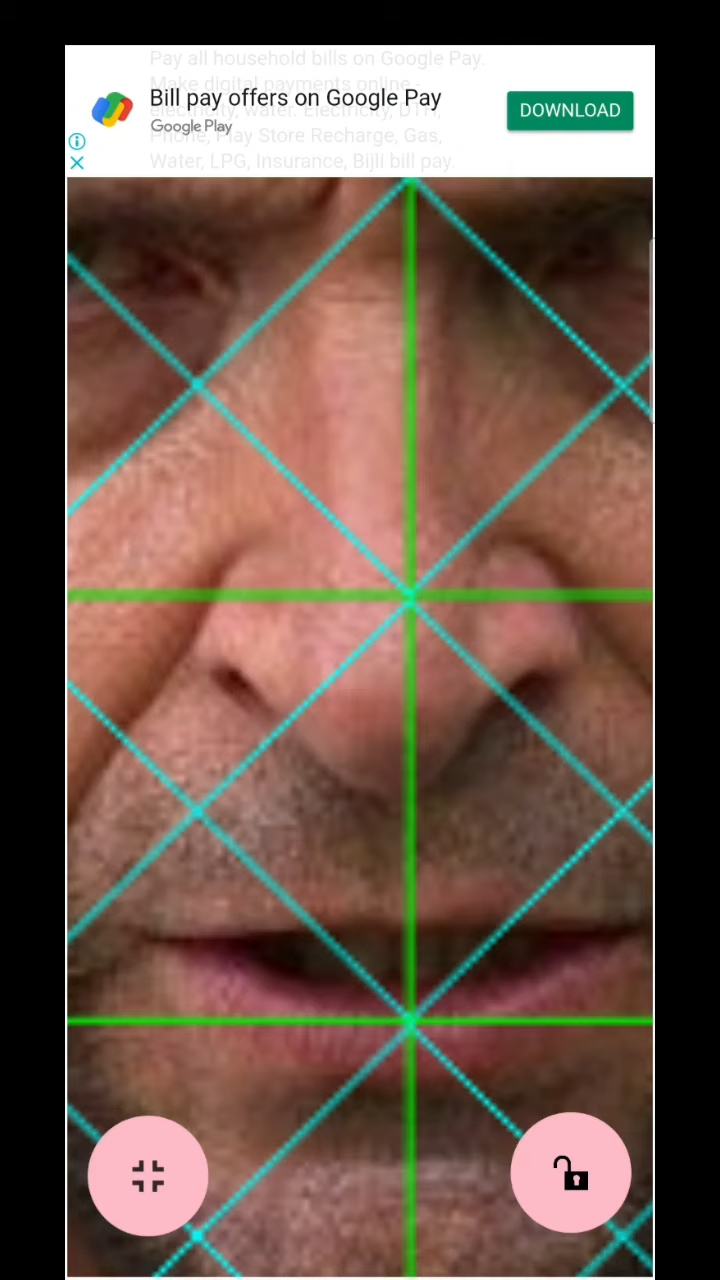 Pay all household bills on Google Pay.
Make digital payments online -
Bill pay offers on Google Pay
electricity, water. Electricity, DTH,
Google Play
Phone, Play Store Recharge, Gas,
Water, LPG, Insurance, Bijli bill pay.
DOWNLOAD